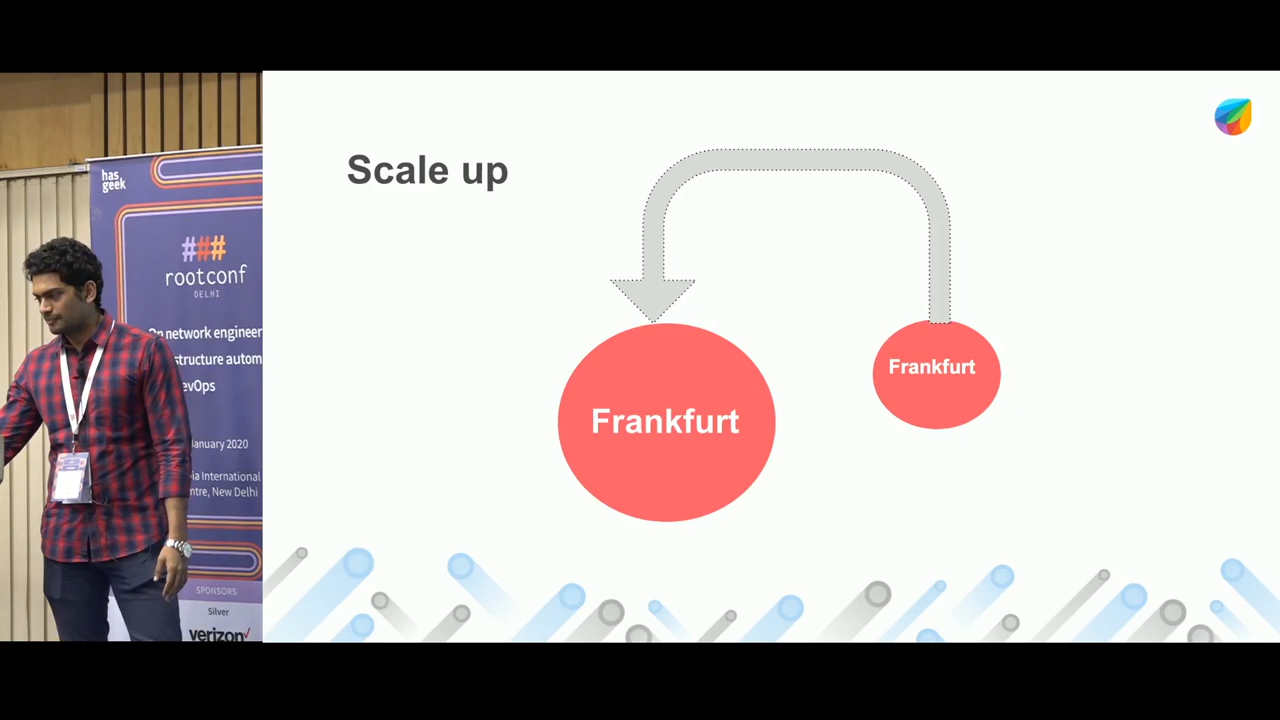 has
geek
###
rootconf
DELHI
On network engineer
structure autom
evOps
January 2020
ia International
ntre, New Delhi
SPONSORS
Silver
verizon
Scale up
Frankfurt
Frankfurt